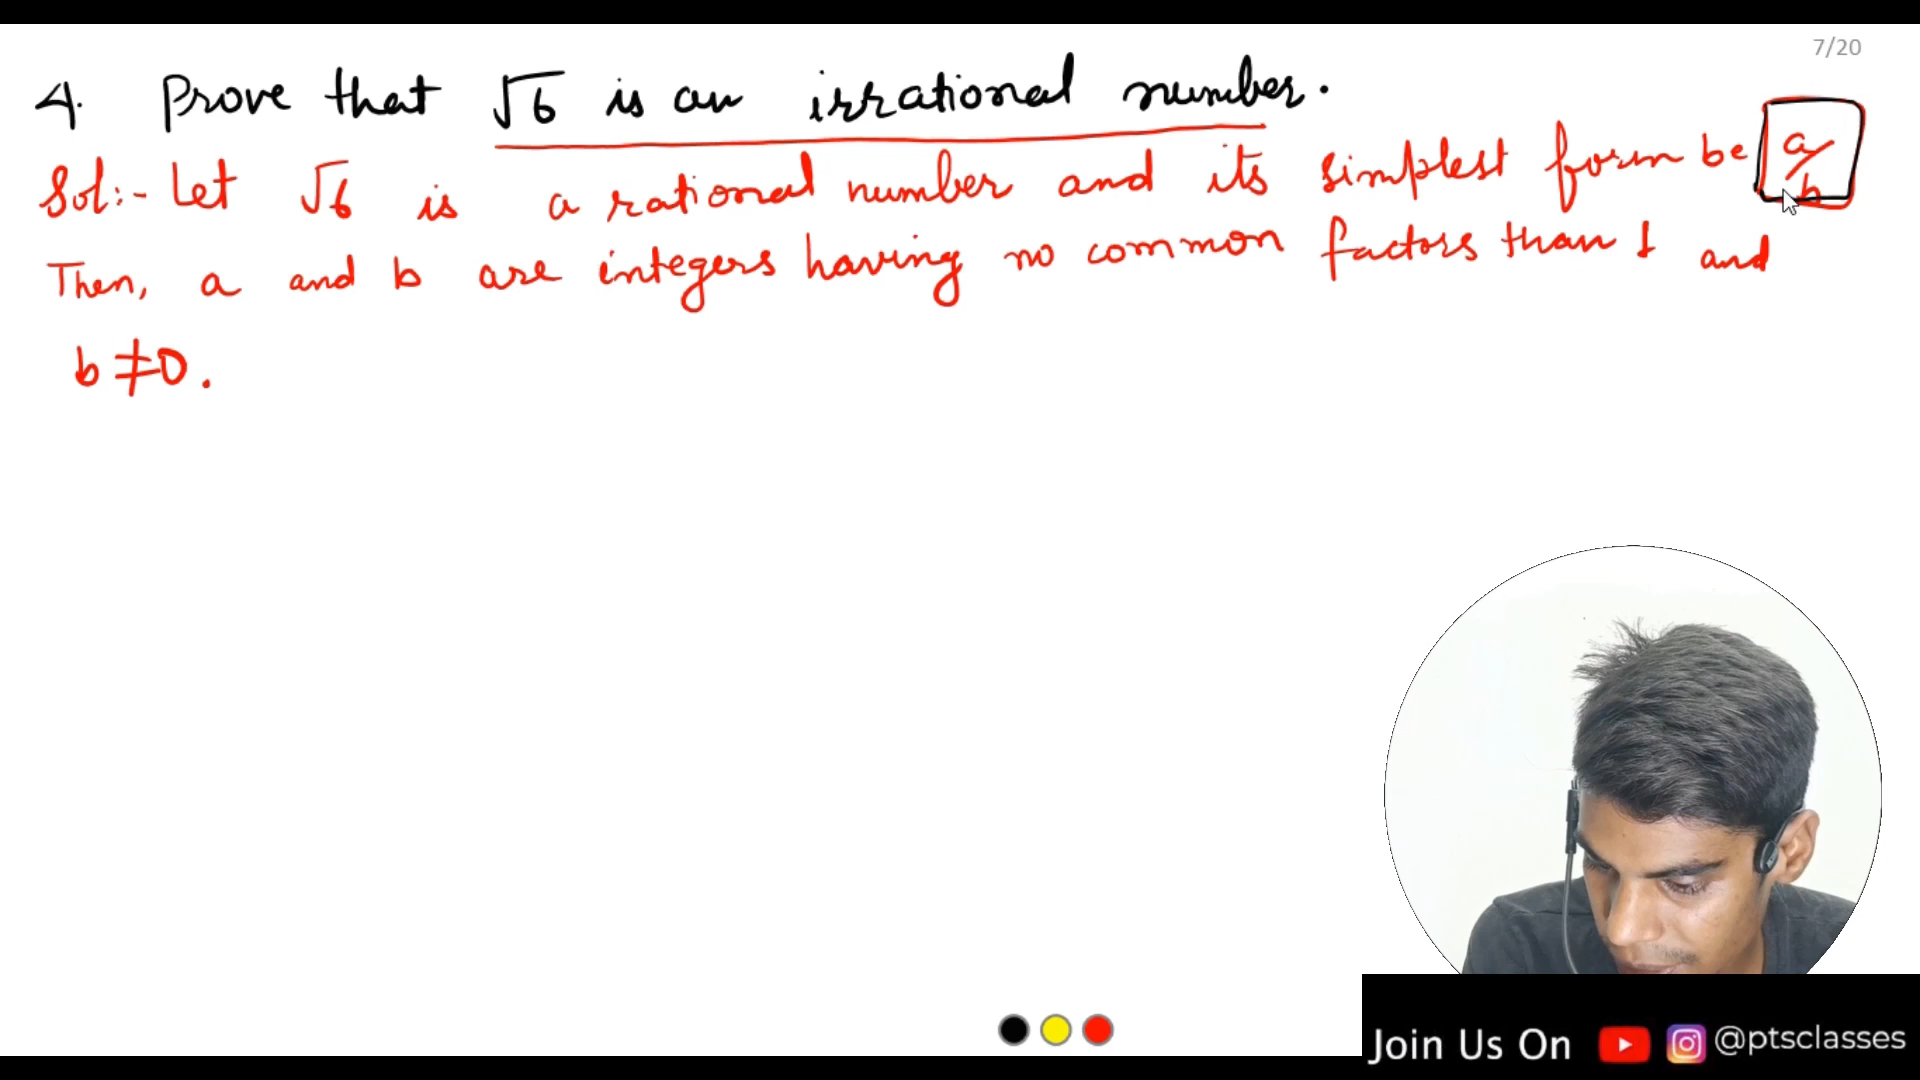 7/20
4. Prove that √6 is an irrational number.
Sol:- Let √6 is a rational number and its simplest form be a/b
Then, a and b are integers having no common factors than 1 and
b≠0.
Join Us On @ptsclasses